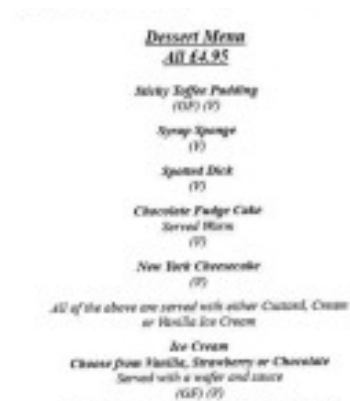 Dessert Menu
All £4.95
Sticky Toffee Pudding
(GF) (V)
Syrup Sponge
(V)
Spotted Dick
(V)
Chocolate Fudge Cake
Served Warm
(V)
New York Cheesecake
(V)
All of the above are served with either Custard, Cream
or Vanilla Ice Cream
Ice Cream
Choose from Vanilla, Strawberry or Chocolate
Served with a wafer and sauce
(GF) (V)